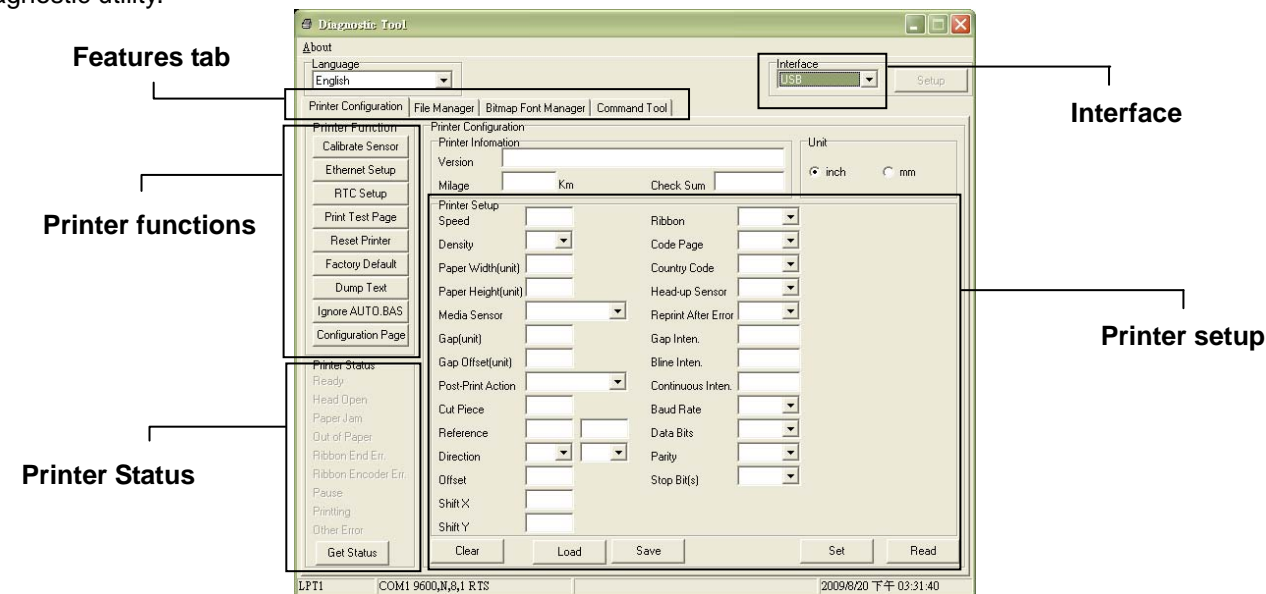 agnostic utility.
Diagnostic Tool
About
Language
English
Interface
USB
Setup
Features tab
Interface
Printer Configuration File Manager Bitmap Font Manager Command Tool
Printer Function
Calibrate Sensor
Ethernet Setup
RTC Setup
Print Test Page
Reset Printer
Factory Default
Dump Text
Ignore AUTO.BAS
Configuration Page
Printer functions
Printer Configuration
Printer Infomation
Version
Milage Km Check Sum
Unit
inch mm
Printer Setup
Speed Ribbon
Density Code Page
Paper Width(unit) Country Code
Paper Height(unit) Head-up Sensor
Media Sensor Reprint After Error
Gap(unit) Gap Inten.
Gap Offset(unit) Bline Inten.
Post-Print Action Continuous Inten.
Cut Piece Baud Rate
Reference Data Bits
Direction Parity
Offset Stop Bit(s)
Shift X
Shift Y
Clear Load Save Set Read
Printer setup
Printer Status
Ready
Head Open
Paper Jam
Out of Paper
Ribbon End Err.
Ribbon Encoder Err.
Pause
Printing
Other Error
Get Status
Printer Status
LPT1 COM1 9600,N,8,1 RTS 2009/8/20 下午 03:31:40